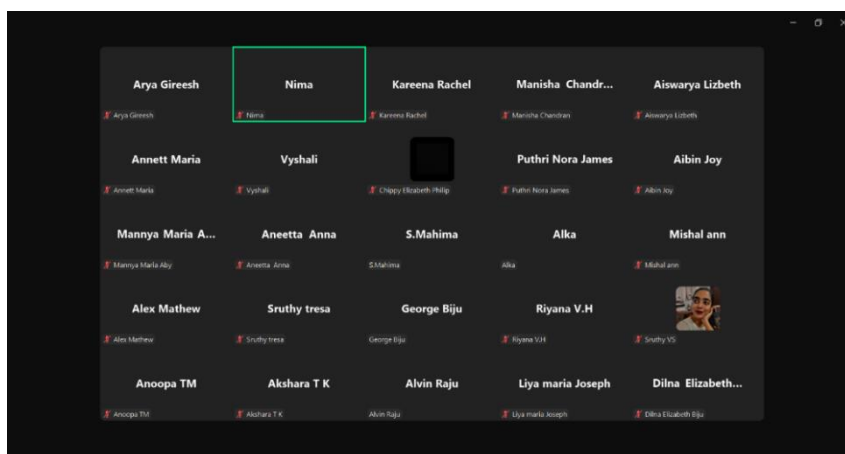 Arya Gireesh Nima Kareena Rachel Manisha Chandr... Aiswarya Lizbeth
Arya Gireesh Nima Kareena Rachel Manisha Chandran Aiswarya Lizbeth
Annett Maria Vyshali Puthri Nora James Aibin Joy
Annett Maria Vyshali Chippy Elizabeth Philip Puthri Nora James Aibin Joy
Mannya Maria A... Aneetta Anna S.Mahima Alka Mishal ann
Mannya Maria Aby Aneetta Anna S.Mahima Alka Mishal ann
Alex Mathew Sruthy tresa George Biju Riyana V.H
Alex Mathew Sruthy tresa George Biju Riyana V.H Sruthy VS
Anoopa TM Akshara T K Alvin Raju Liya maria Joseph Dilna Elizabeth...
Anoopa TM Akshara T K Alvin Raju Liya maria Joseph Dilna Elizabeth Biju